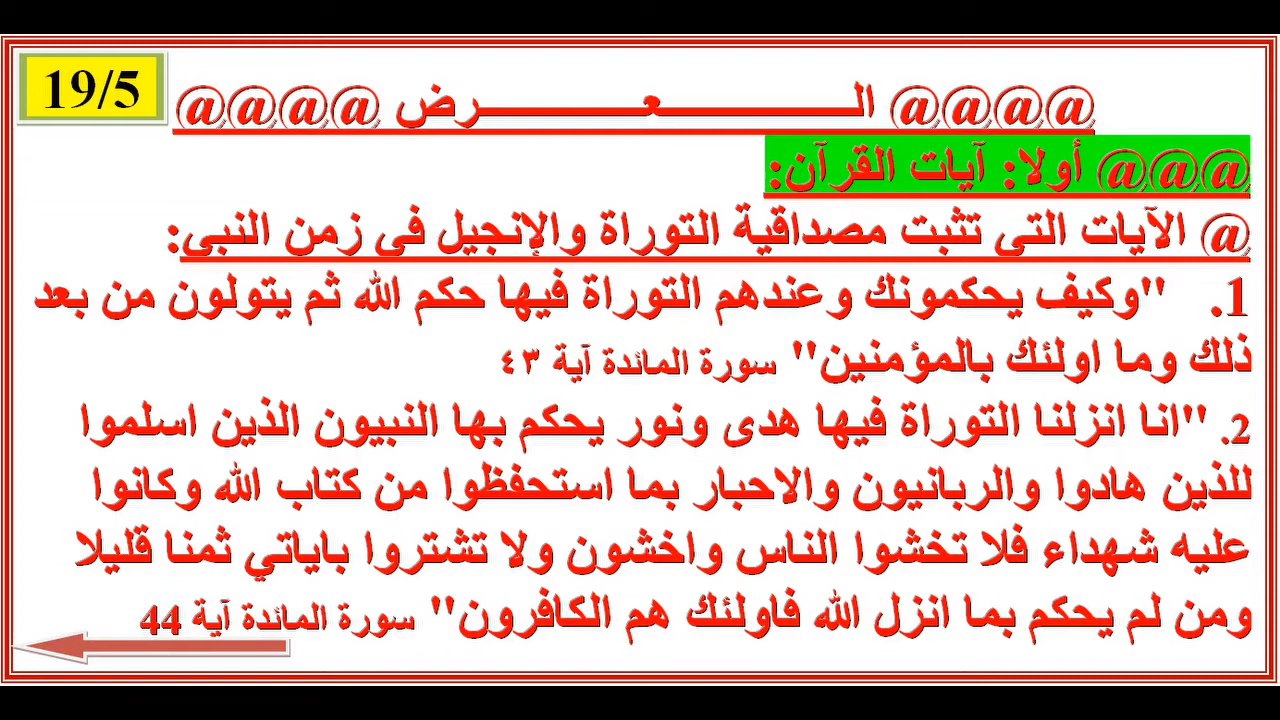 19/5
@@@@ العرض @@@@
@@@ أولا: آيات القرآن:
@ الآيات التي تثبت مصداقية التوراة والإنجيل في زمن النبي:
1. "وكيف يحكمونك وعندهم التوراة فيها حكم الله ثم يتولون من بعد
ذلك وما اولئك بالمؤمنين" سورة المائدة آية ٤٣
2. "انا انزلنا التوراة فيها هدى ونور يحكم بها النبيون الذين اسلموا
للذين هادوا والربانيون والاحبار بما استحفظوا من كتاب الله وكانوا
عليه شهداء فلا تخشوا الناس واخشون ولا تشتروا باياتي ثمنا قليلا
ومن لم يحكم بما انزل الله فاولئك هم الكافرون" سورة المائدة آية 44